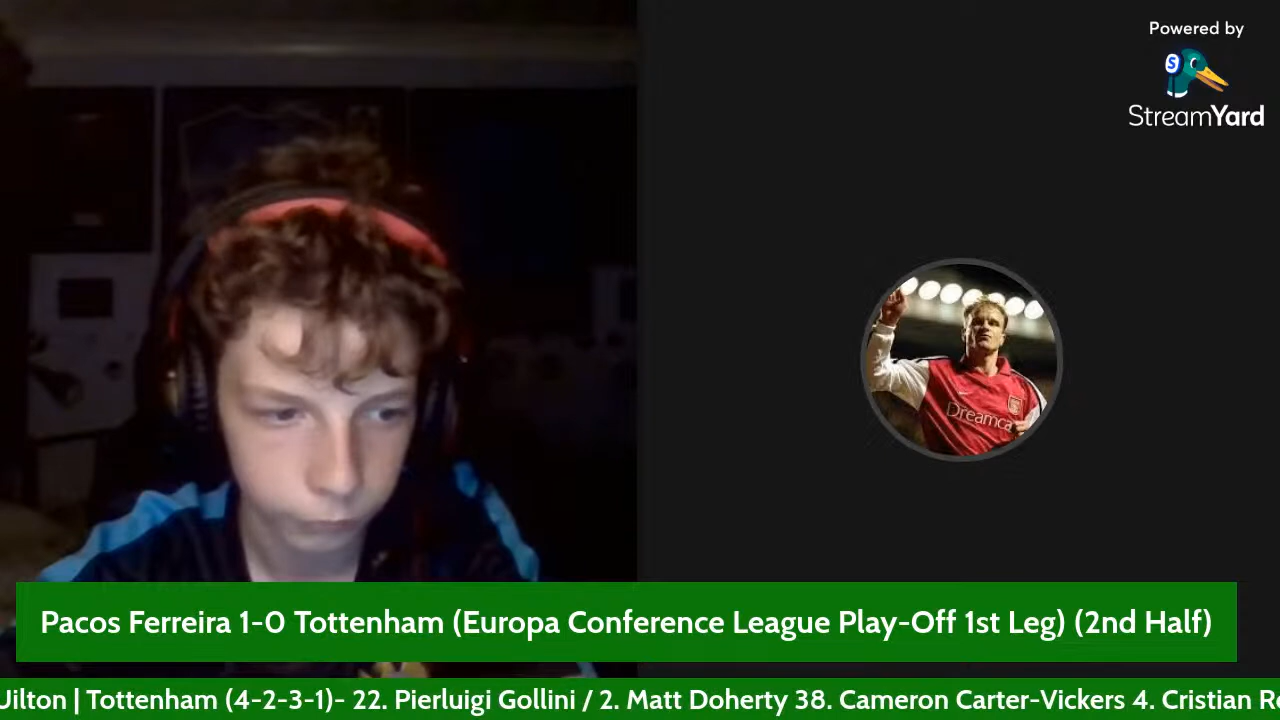 Powered by
StreamYard
Dreamca
Pacos Ferreira 1-0 Tottenham (Europa Conference League Play-Off 1st Leg) (2nd Half)
Uilton | Tottenham (4-2-3-1)- 22. Pierluigi Gollini / 2. Matt Doherty 38. Cameron Carter-Vickers 4. Cristian Ro